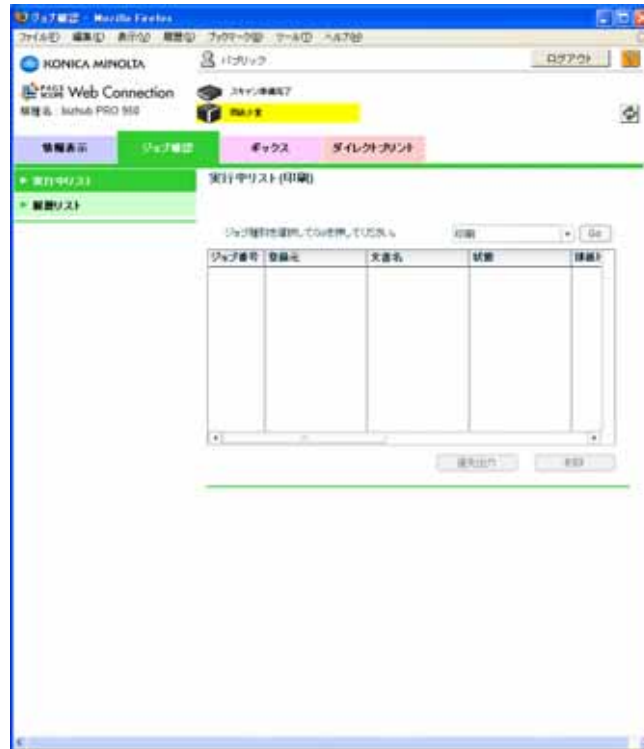 ジョブ確認 - Mozilla Firefox
ファイル(F) 編集(E) 表示(V) 履歴(S) ブックマーク(B) ツール(T) ヘルプ(H)
KONICA MINOLTA
パブリック
ログアウト
PAGE SCOPE Web Connection
スキャン準備完了
機種名: bizhub PRO 950
用紙少量
情報表示
ジョブ確認
ボックス
ダイレクトプリント
実行中リスト
履歴リスト
実行中リスト(印刷)
ジョブ種別を選択してGoを押してください。
印刷
Go
ジョブ番号 登録元 文書名 状態
優先出力
削除